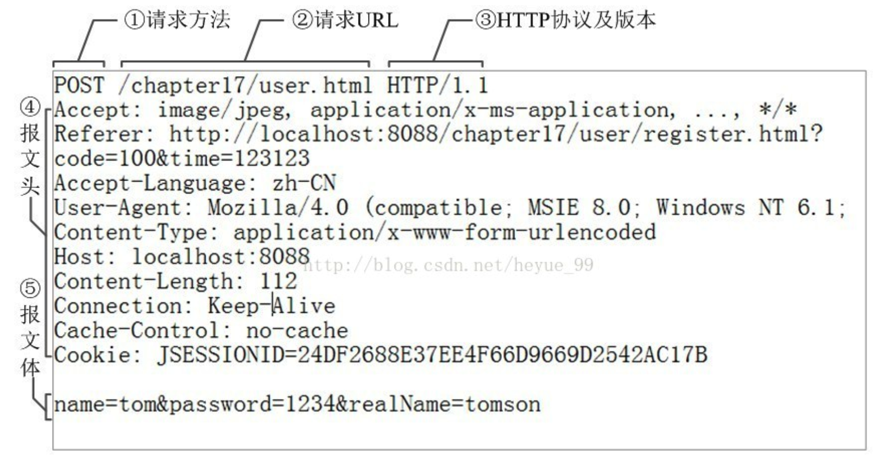 ①请求方法 ②请求URL ③HTTP协议及版本
POST /chapter17/user.html HTTP/1.1
④报文头
Accept: image/jpeg, application/x-ms-application, ..., */*
Referer: http://localhost:8088/chapter17/user/register.html?
code=100&time=123123
Accept-Language: zh-CN
User-Agent: Mozilla/4.0 (compatible; MSIE 8.0; Windows NT 6.1;
Content-Type: application/x-www-form-urlencoded
Host: localhost:8088
http://blog.csdn.net/heyue_99
Content-Length: 112
Connection: Keep-Alive
Cache-Control: no-cache
Cookie: JSESSIONID=24DF2688E37EE4F66D9669D2542AC17B
⑤报文体
name=tom&password=1234&realName=tomson